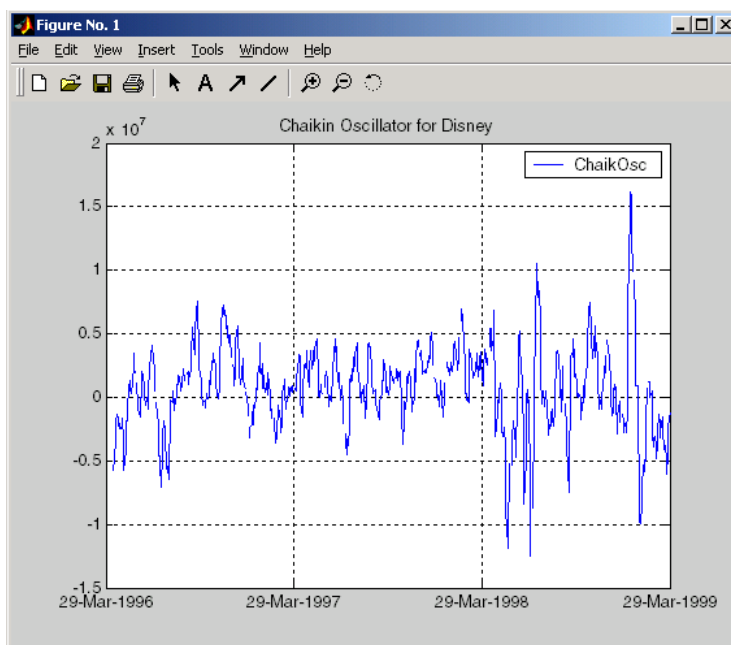 Figure No. 1
File Edit View Insert Tools Window Help
A
Chaikin Oscillator for Disney
x 10^7
ChaikOsc
2
1.5
1
0.5
0
-0.5
-1
-1.5
29-Mar-1996 29-Mar-1997 29-Mar-1998 29-Mar-1999